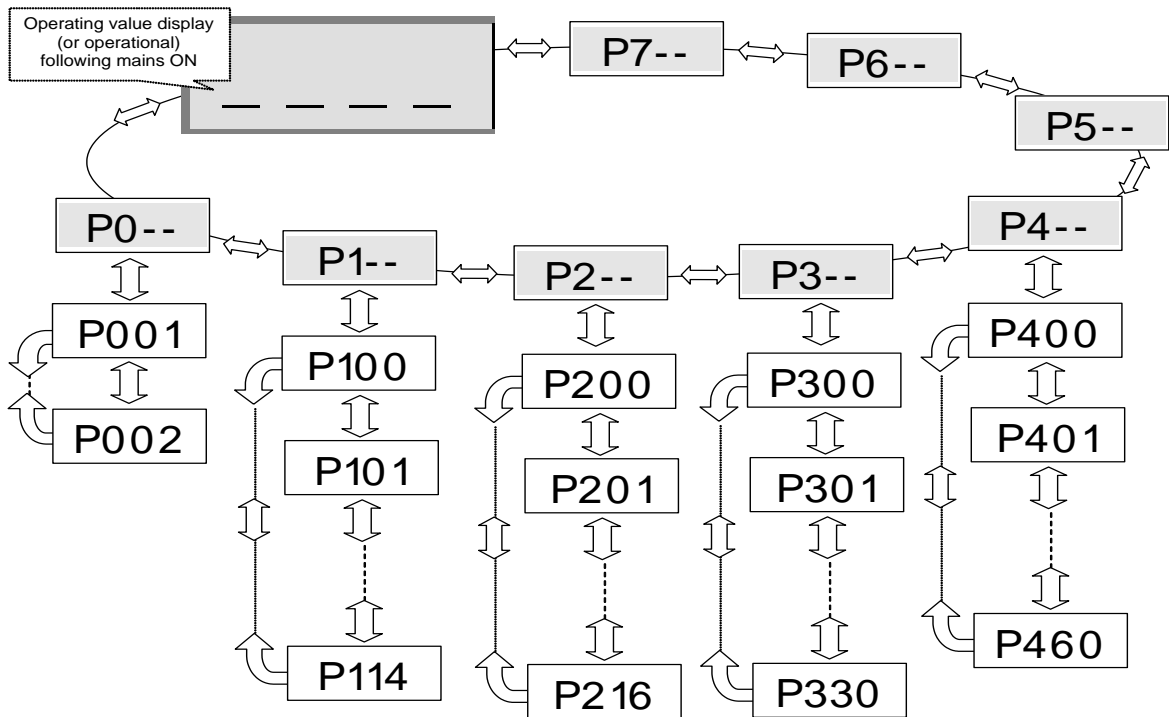 Operating value display
(or operational)
following mains ON
_ _ _ _
P7--
P6--
P5--
P0--
P1--
P2--
P3--
P4--
P001
P002
P100
P101
P114
P200
P201
P216
P300
P301
P330
P400
P401
P460